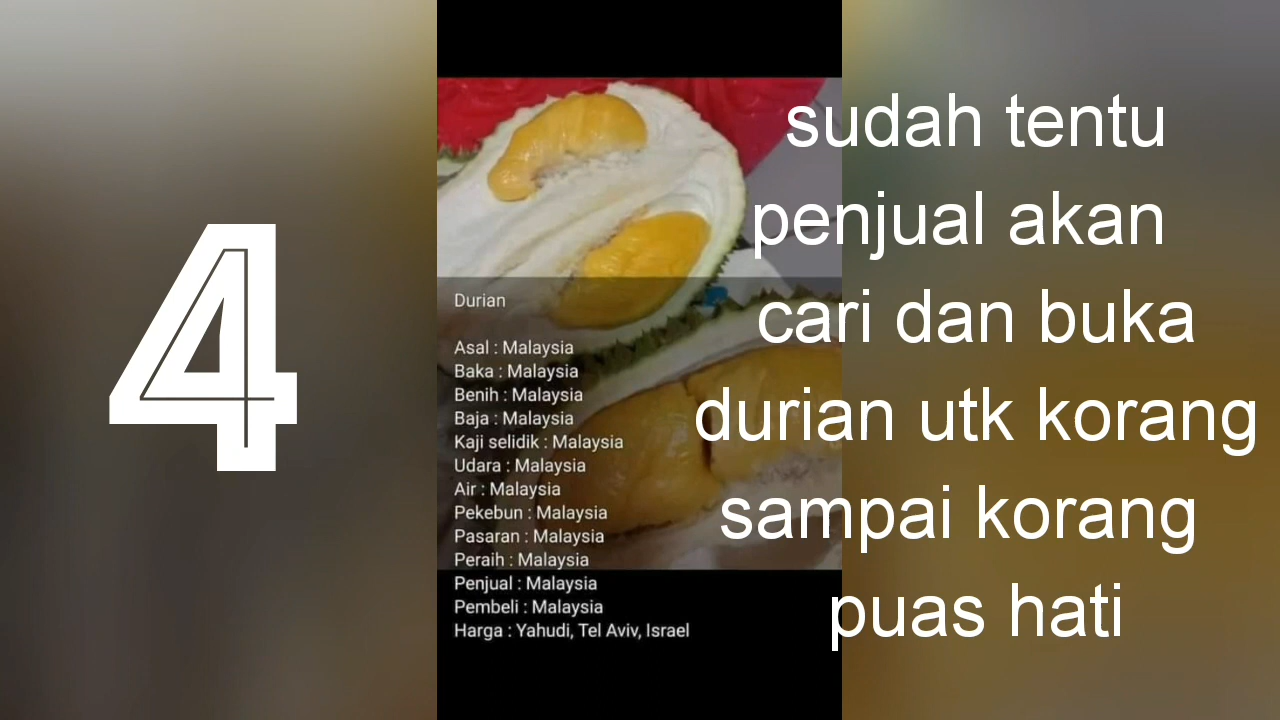 4
Durian
Asal : Malaysia
Baka : Malaysia
Benih : Malaysia
Baja : Malaysia
Kaji selidik : Malaysia
Udara : Malaysia
Air : Malaysia
Pekebun : Malaysia
Pasaran : Malaysia
Peraih : Malaysia
Penjual : Malaysia
Pembeli : Malaysia
Harga : Yahudi, Tel Aviv, Israel
sudah tentu
penjual akan
cari dan buka
durian utk korang
sampai korang
puas hati